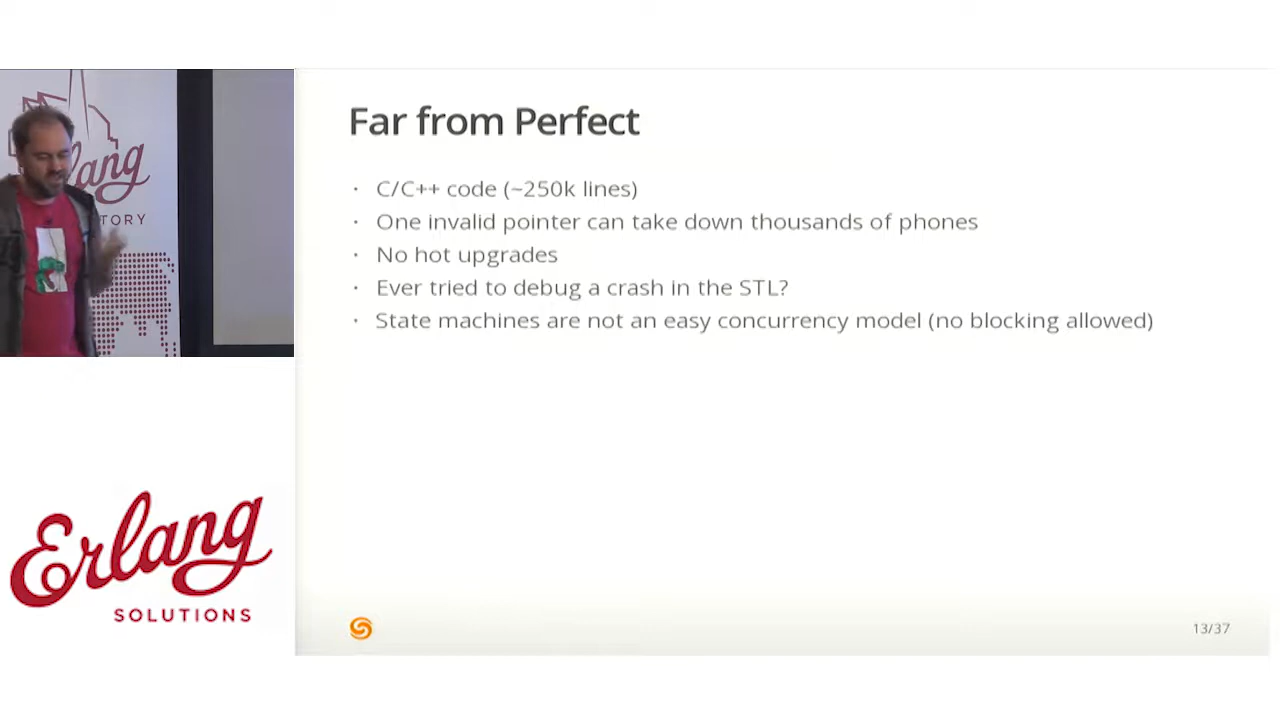 Far from Perfect
· C/C++ code (~250k lines)
· One invalid pointer can take down thousands of phones
· No hot upgrades
· Ever tried to debug a crash in the STL?
· State machines are not an easy concurrency model (no blocking allowed)
13/37
lang
TORY
Erlang
SOLUTIONS